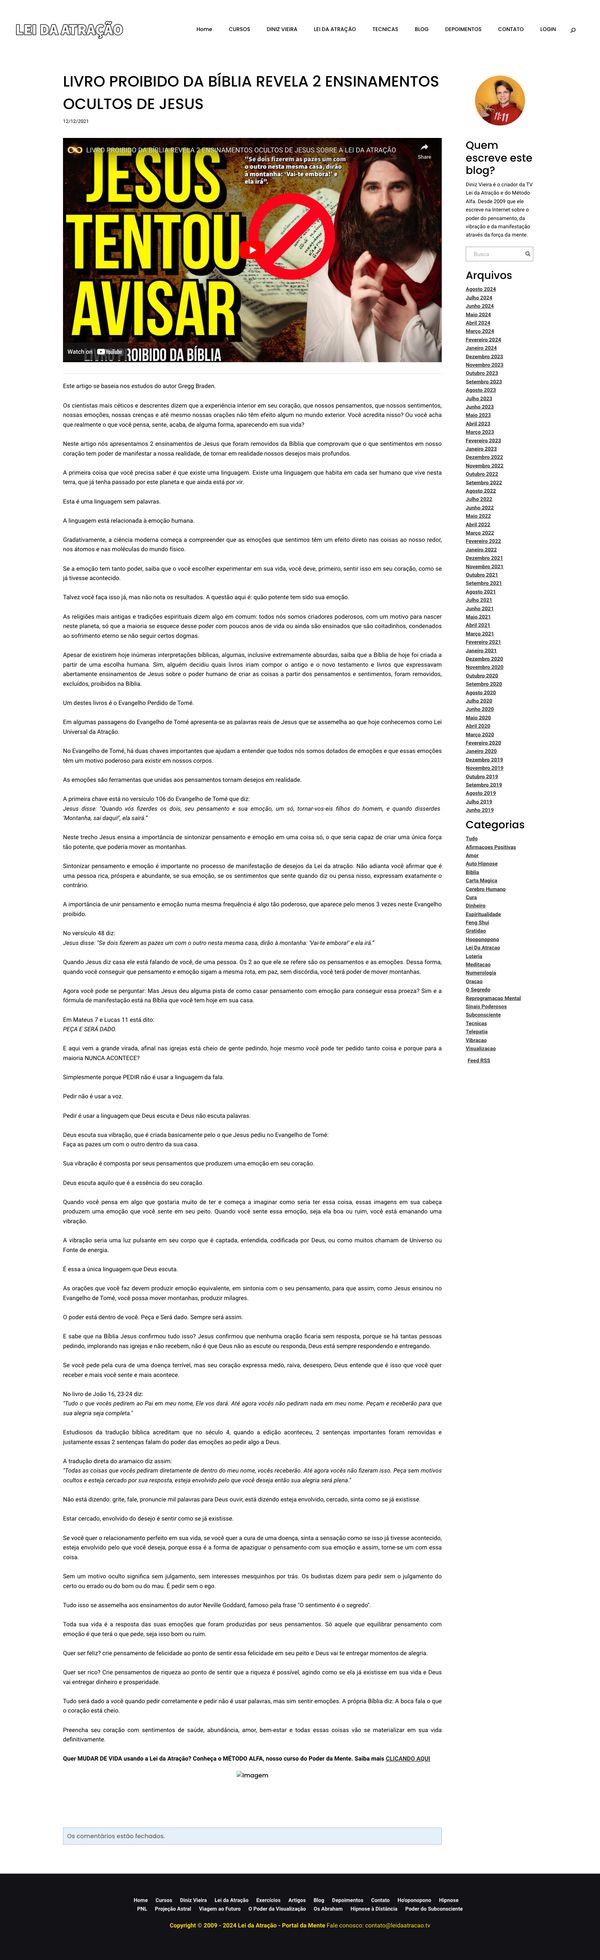 LEI DA ATRAÇÃO
Home CURSOS DINIZ VIEIRA LEI DA ATRAÇÃO TECNICAS BLOG DEPOIMENTOS CONTATO LOGIN
LIVRO PROIBIDO DA BÍBLIA REVELA 2 ENSINAMENTOS
OCULTOS DE JESUS
12/12/2021
LIVRO PROIBIDO DA BÍBLIA REVELA 2 ENSINAMENTOS OCULTOS DE JESUS SOBRE A LEI DA ATRAÇÃO
Share
"Se dois fizerem as pazes um com
o outro nesta mesma casa, dirão
à montanha: 'Vai-te embora!' e
ela irá".
JESUS
TENTOU
AVISAR
Watch on YouTube
LIVRO PROIBIDO DA BÍBLIA
Este artigo se baseia nos estudos do autor Gregg Braden.
Os cientistas mais céticos e descrentes dizem que a experiência interior em seu coração, que nossos pensamentos, que nossos sentimentos,
nossas emoções, nossas crenças e até mesmo nossas orações não têm efeito algum no mundo exterior. Você acredita nisso? Ou você acha
que realmente o que você pensa, sente, acaba, de alguma forma, aparecendo em sua vida?
Neste artigo nós apresentamos 2 ensinamentos de Jesus que foram removidos da Bíblia que comprovam que o que sentimentos em nosso
coração tem poder de manifestar a nossa realidade, de tornar em realidade nossos desejos mais profundos.
A primeira coisa que você precisa saber é que existe uma linguagem. Existe uma linguagem que habita em cada ser humano que vive nesta
terra, que já tenha passado por este planeta e que ainda está por vir.
Esta é uma linguagem sem palavras.
A linguagem está relacionada à emoção humana.
Gradativamente, a ciência moderna começa a compreender que as emoções que sentimos têm um efeito direto nas coisas ao nosso redor,
nos átomos e nas moléculas do mundo físico.
Se a emoção tem tanto poder, saiba que o você escolher experimentar em sua vida, você deve, primeiro, sentir isso em seu coração, como se
já tivesse acontecido.
Talvez você faça isso já, mas não nota os resultados. A questão aqui é: quão potente tem sido sua emoção.
As religiões mais antigas e tradições espirituais dizem algo em comum: todos nós somos criadores poderosos, com um motivo para nascer
neste planeta, só que a maioria se esquece desse poder com poucos anos de vida ou ainda são ensinados que são coitadinhos, condenados
ao sofrimento eterno se não seguir certos dogmas.
Apesar de existirem hoje inúmeras interpretações bíblicas, algumas, inclusive extremamente absurdas, saiba que a Bíblia de hoje foi criada a
partir de uma escolha humana. Sim, alguém decidiu quais livros iriam compor o antigo e o novo testamento e livros que expressavam
abertamente ensinamentos de Jesus sobre o poder humano de criar as coisas a partir dos pensamentos e sentimentos, foram removidos,
excluídos, proibidos na Bíblia.
Um destes livros é o Evangelho Perdido de Tomé.
Em algumas passagens do Evangelho de Tomé apresenta-se as palavras reais de Jesus que se assemelha ao que hoje conhecemos como Lei
Universal da Atração.
No Evangelho de Tomé, há duas chaves importantes que ajudam a entender que todos nós somos dotados de emoções e que essas emoções
têm um motivo poderoso para existir em nossos corpos.
As emoções são ferramentas que unidas aos pensamentos tornam desejos em realidade.
A primeira chave está no versículo 106 do Evangelho de Tomé que diz:
Jesus disse: "Quando vós fizerdes os dois, seu pensamento e sua emoção, um só, tornar-vos-eis filhos do homem, e quando disserdes
'Montanha, sai daqui!', ela sairá."
Neste trecho Jesus ensina a importância de sintonizar pensamento e emoção em uma coisa só, o que seria capaz de criar uma única força
tão potente, que poderia mover as montanhas.
Sintonizar pensamento e emoção é importante no processo de manifestação de desejos da Lei da atração. Não adianta você afirmar que é
uma pessoa rica, próspera e abundante, se sua emoção, se os sentimentos que sente quando diz ou pensa nisso, expressam exatamente o
contrário.
A importância de unir pensamento e emoção numa mesma frequência é algo tão poderoso, que aparece pelo menos 3 vezes neste Evangelho
proibido.
No versículo 48 diz:
Jesus disse: "Se dois fizerem as pazes um com o outro nesta mesma casa, dirão à montanha: 'Vai-te embora!' e ela irá."
Quando Jesus diz casa ele está falando de você, de uma pessoa. Os 2 ao que ele se refere são os pensamentos e as emoções. Dessa forma,
quando você conseguir que pensamento e emoção sigam a mesma rota, em paz, sem discórdia, você terá poder de mover montanhas.
Agora você pode se perguntar: Mas Jesus deu alguma pista de como casar pensamento com emoção para conseguir essa proeza? Sim e a
fórmula de manifestação está na Bíblia que você tem hoje em sua casa.
Em Mateus 7 e Lucas 11 está dito:
PEÇA E SERÁ DADO.
E aqui vem a grande virada, afinal nas igrejas está cheio de gente pedindo, hoje mesmo você pode ter pedido tanto coisa e porque para a
maioria NUNCA ACONTECE?
Simplesmente porque PEDIR não é usar a linguagem da fala.
Pedir não é usar a voz.
Pedir é usar a linguagem que Deus escuta e Deus não escuta palavras.
Deus escuta sua vibração, que é criada basicamente pelo o que Jesus pediu no Evangelho de Tomé:
Faça as pazes um com o outro dentro da sua casa.
Sua vibração é composta por seus pensamentos que produzem uma emoção em seu coração.
Deus escuta aquilo que é a essência do seu coração.
Quando você pensa em algo que gostaria muito de ter e começa a imaginar como seria ter essa coisa, essas imagens em sua cabeça
produzem uma emoção que você sente em seu peito. Quando você sente essa emoção, seja ela boa ou ruim, você está emanando uma
vibração.
A vibração seria uma luz pulsante em seu corpo que é captada, entendida, codificada por Deus, ou como muitos chamam de Universo ou
Fonte de energia.
É essa a única linguagem que Deus escuta.
As orações que você faz devem produzir emoção equivalente, em sintonia com o seu pensamento, para que assim, como Jesus ensinou no
Evangelho de Tomé, você possa mover montanhas, produzir milagres.
O poder está dentro de você. Peça e Será dado. Sempre será assim.
E sabe que na Bíblia Jesus confirmou tudo isso? Jesus confirmou que nenhuma oração ficaria sem resposta, porque se há tantas pessoas
pedindo, implorando nas igrejas e não recebem, não é que Deus não as escute ou responda, Deus está sempre respondendo e entregando.
Se você pede pela cura de uma doença terrível, mas seu coração expressa medo, raiva, desespero, Deus entende que é isso que você quer
receber e mais você sente e mais acontece.
No livro de João 16, 23-24 diz:
"Tudo o que vocês pedirem ao Pai em meu nome, Ele vos dará. Até agora vocês não pediram nada em meu nome. Peçam e receberão para que
sua alegria seja completa."
Estudiosos da tradução bíblica acreditam que no século 4, quando a edição aconteceu, 2 sentenças importantes foram removidas e
justamente essas 2 sentenças falam do poder das emoções ao pedir algo a Deus.
A tradução direta do aramaico diz assim:
"Todas as coisas que vocês pediram diretamente de dentro do meu nome, vocês receberão. Até agora vocês não fizeram isso. Peça sem motivos
ocultos e esteja cercado por sua resposta, esteja envolvido pelo que você deseja então sua alegria será plena."
Não está dizendo: grite, fale, pronuncie mil palavras para Deus ouvir, está dizendo esteja envolvido, cercado, sinta como se já existisse.
Estar cercado, envolvido do desejo é sentir como se já existisse.
Se você quer o relacionamento perfeito em sua vida, se você quer a cura de uma doença, sinta a sensação como se isso já tivesse acontecido,
esteja envolvido pelo que você deseja, porque essa é a forma de apaziguar o pensamento com sua emoção e assim, torne-se um com essa
coisa.
Sem um motivo oculto significa sem julgamento, sem interesses mesquinhos por trás. Os budistas dizem para pedir sem o julgamento do
certo ou errado ou do bom ou do mau. É pedir sem o ego.
Tudo isso se assemelha aos ensinamentos do autor Neville Goddard, famoso pela frase "O sentimento é o segredo".
Toda sua vida é a resposta das suas emoções que foram produzidas por seus pensamentos. Só aquele que equilibrar pensamento com
emoção é que terá o que pede, seja isso bom ou ruim.
Quer ser feliz? crie pensamento de felicidade ao ponto de sentir essa felicidade em seu peito e Deus vai te entregar momentos de alegria.
Quer ser rico? Crie pensamentos de riqueza ao ponto de sentir que a riqueza é possível, agindo como se ela já existisse em sua vida e Deus
vai entregar dinheiro e prosperidade.
Tudo será dado a você quando pedir corretamente e pedir não é usar palavras, mas sim sentir emoções. A própria Bíblia diz: A boca fala o que
o coração está cheio.
Preencha seu coração com sentimentos de saúde, abundância, amor, bem-estar e todas essas coisas vão se materializar em sua vida
definitivamente.
Quer MUDAR DE VIDA usando a Lei da Atração? Conheça o MÉTODO ALFA, nosso curso do Poder da Mente. Saiba mais CLICANDO AQUI
Imagem
Os comentários estão fechados.
11:11
Quem
escreve este
blog?
Diniz Vieira é o criador da TV
Lei da Atração e do Método
Alfa. Desde 2009 que ele
escreve na Internet sobre o
poder do pensamento, da
vibração e da manifestação
através da força da mente.
Busca
Arquivos
Agosto 2024
Julho 2024
Junho 2024
Maio 2024
Abril 2024
Março 2024
Fevereiro 2024
Janeiro 2024
Dezembro 2023
Novembro 2023
Outubro 2023
Setembro 2023
Agosto 2023
Julho 2023
Junho 2023
Maio 2023
Abril 2023
Março 2023
Fevereiro 2023
Janeiro 2023
Dezembro 2022
Novembro 2022
Outubro 2022
Setembro 2022
Agosto 2022
Julho 2022
Junho 2022
Maio 2022
Abril 2022
Março 2022
Fevereiro 2022
Janeiro 2022
Dezembro 2021
Novembro 2021
Outubro 2021
Setembro 2021
Agosto 2021
Julho 2021
Junho 2021
Maio 2021
Abril 2021
Março 2021
Fevereiro 2021
Janeiro 2021
Dezembro 2020
Novembro 2020
Outubro 2020
Setembro 2020
Agosto 2020
Julho 2020
Junho 2020
Maio 2020
Abril 2020
Março 2020
Fevereiro 2020
Janeiro 2020
Dezembro 2019
Novembro 2019
Outubro 2019
Setembro 2019
Agosto 2019
Julho 2019
Junho 2019
Categorias
Tudo
Afirmacoes Positivas
Amor
Auto Hipnose
Biblia
Carta Magica
Cerebro Humano
Cura
Dinheiro
Espiritualidade
Feng Shui
Gratidao
Hooponopono
Lei Da Atracao
Loteria
Meditacao
Numerologia
Oracao
O Segredo
Reprogramacao Mental
Sinais Poderosos
Subconsciente
Tecnicas
Telepatia
Vibracao
Visualizacao
Feed RSS
Home Cursos Diniz Vieira Lei da Atração Exercícios Artigos Blog Depoimentos Contato Ho'oponopono Hipnose
PNL Projeção Astral Viagem ao Futuro O Poder da Visualização Os Abraham Hipnose à Distância Poder do Subconsciente
Copyright © 2009 - 2024 Lei da Atração - Portal da Mente Fale conosco: contato@leidaatracao.tv